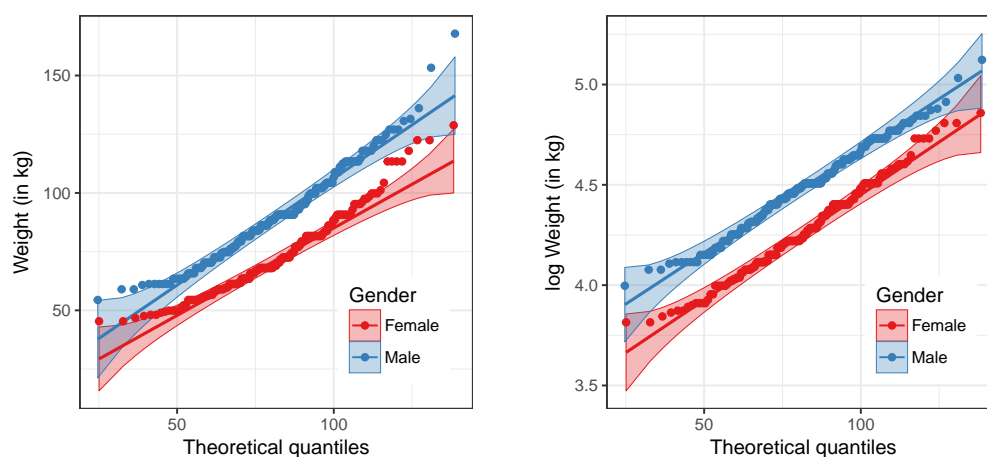 Weight (in kg)
150
100
50
50
100
Theoretical quantiles
Gender
Female
Male
log Weight (in kg)
5.0
4.5
4.0
3.5
50
100
Theoretical quantiles
Gender
Female
Male